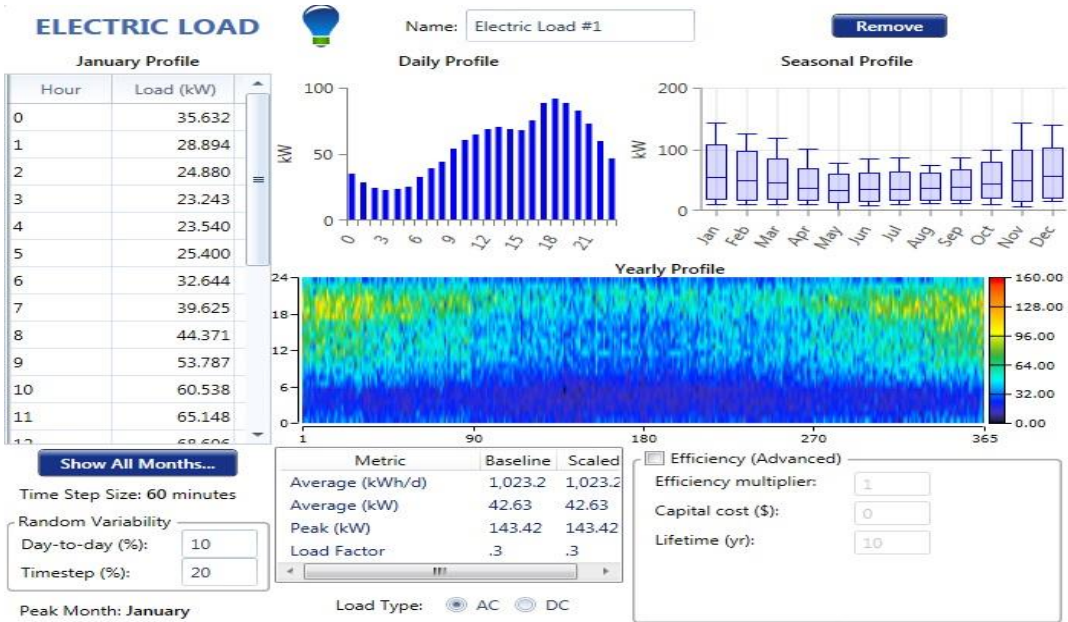 ELECTRIC LOAD
Name: Electric Load #1
Remove
January Profile
Hour Load (kW)
0 35.632
1 28.894
2 24.880
3 23.243
4 23.540
5 25.400
6 32.644
7 39.625
8 44.371
9 53.787
10 60.538
11 65.148
12 68.606
Show All Months...
Time Step Size: 60 minutes
Random Variability
Day-to-day (%): 10
Timestep (%): 20
Peak Month: January
Daily Profile
kW
100
50
0
0 3 6 9 12 15 18 21
Seasonal Profile
kW
200
100
0
Jan Feb Mar Apr May Jun Jul Aug Sep Oct Nov Dec
Yearly Profile
24
18
12
6
0
1 90 180 270 365
160.00
128.00
96.00
64.00
32.00
0.00
Metric Baseline Scaled
Average (kWh/d) 1,023.2 1,023.2
Average (kW) 42.63 42.63
Peak (kW) 143.42 143.42
Load Factor .3 .3
Load Type: AC DC
Efficiency (Advanced)
Efficiency multiplier: 1
Capital cost ($): 0
Lifetime (yr): 10